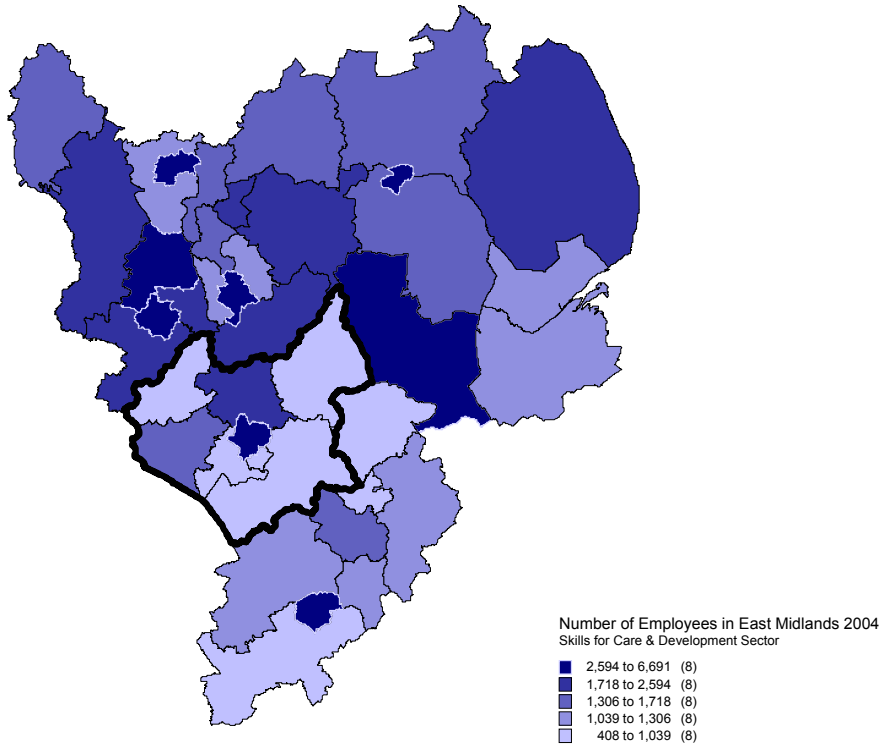 Number of Employees in East Midlands 2004
Skills for Care & Development Sector
2,594 to 6,691 (8)
1,718 to 2,594 (8)
1,306 to 1,718 (8)
1,039 to 1,306 (8)
408 to 1,039 (8)